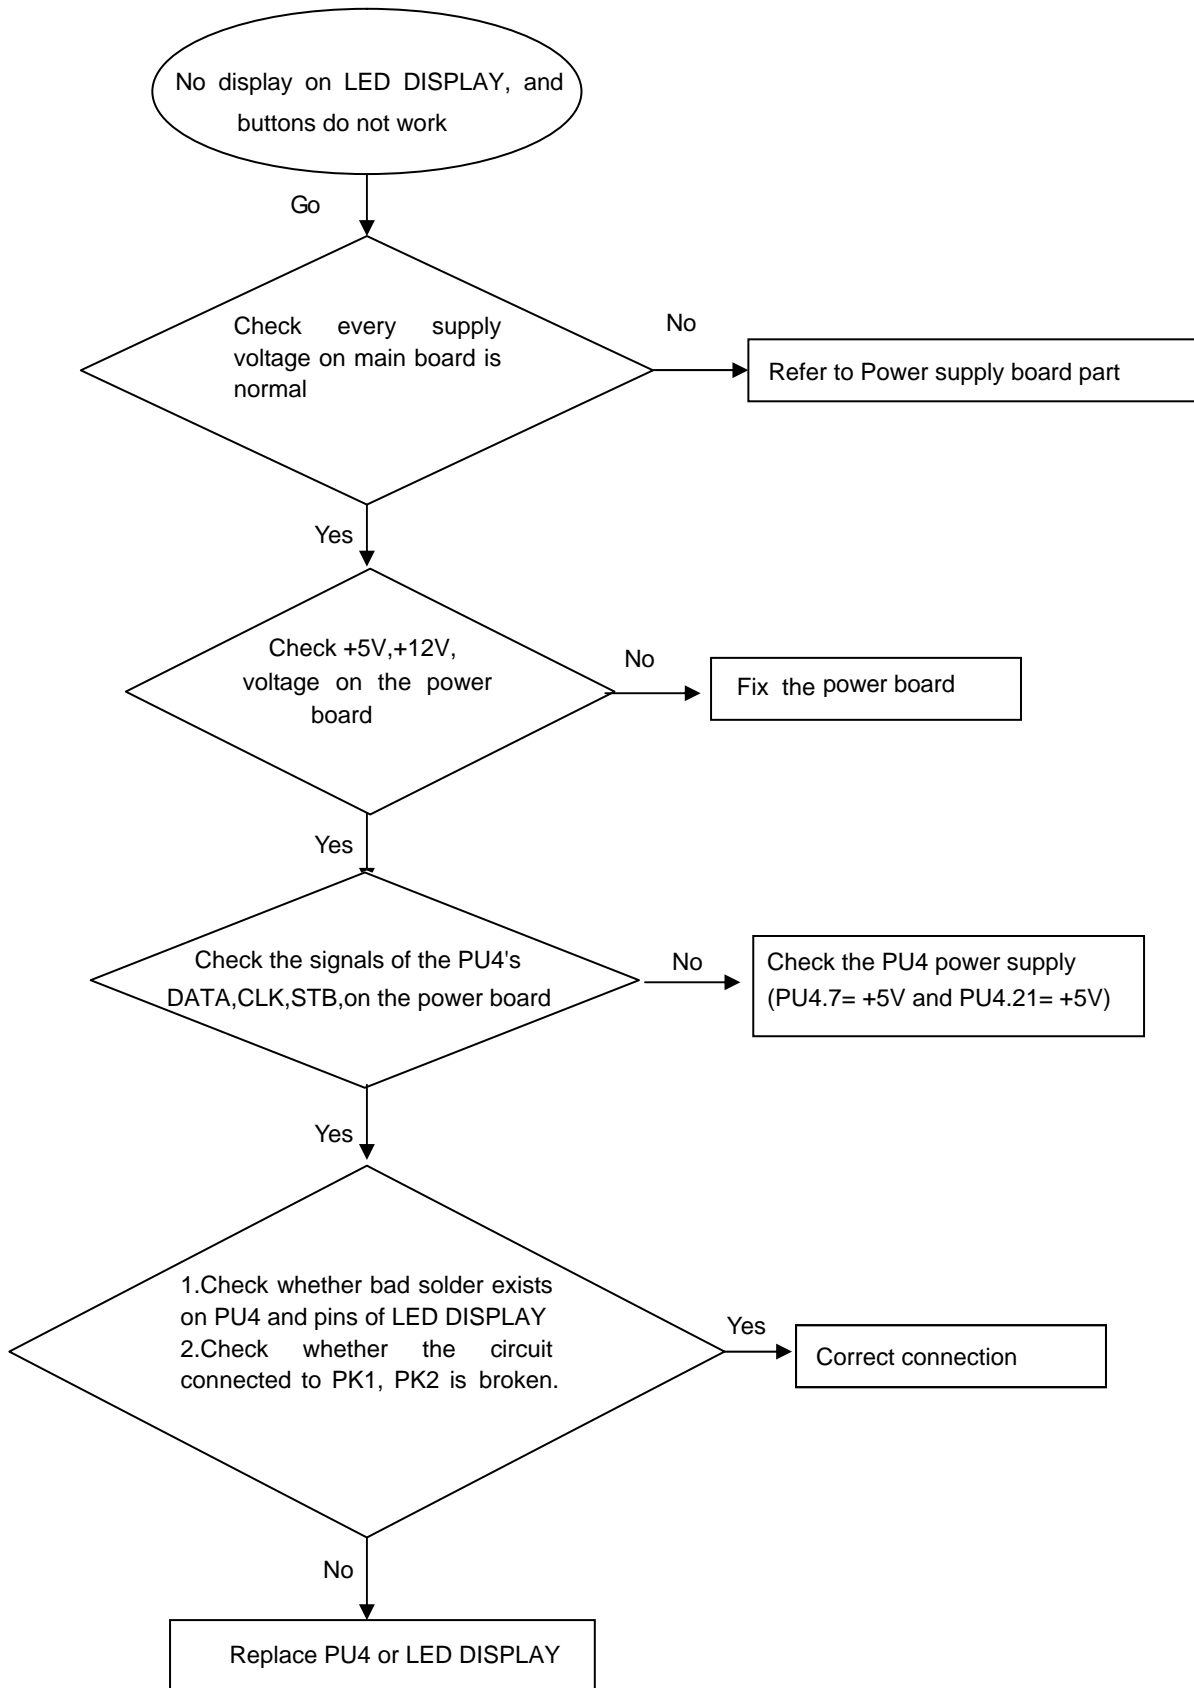 No display on LED DISPLAY, and
buttons do not work
Go
Check every supply
voltage on main board is
normal
No
Refer to Power supply board part
Yes
Check +5V,+12V,
voltage on the power
board
No
Fix the power board
Yes
Check the signals of the PU4's
DATA,CLK,STB,on the power board
No
Check the PU4 power supply
(PU4.7= +5V and PU4.21= +5V)
Yes
1.Check whether bad solder exists
on PU4 and pins of LED DISPLAY
2.Check whether the circuit
connected to PK1, PK2 is broken.
Yes
Correct connection
No
Replace PU4 or LED DISPLAY